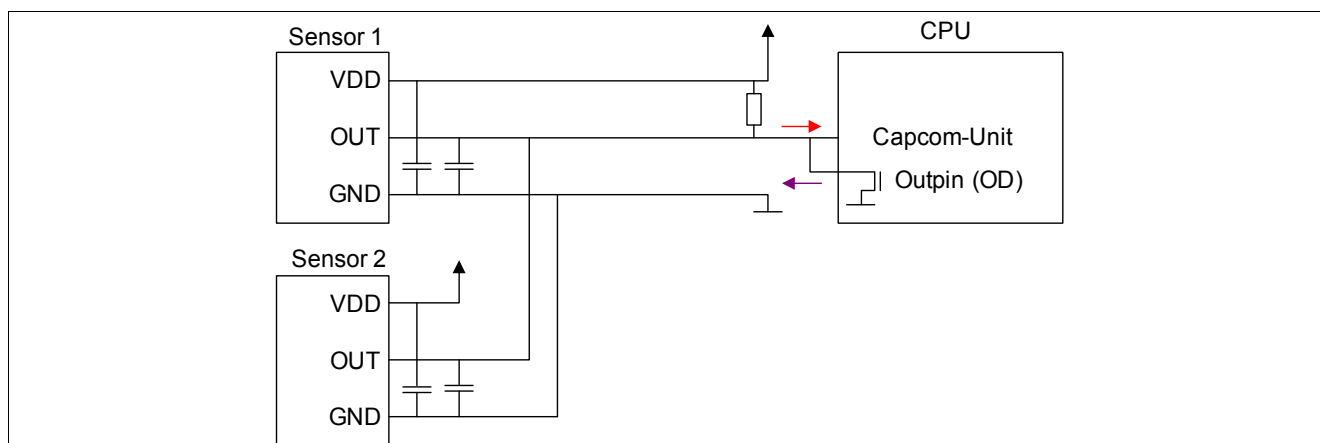 Sensor 1
VDD
OUT
GND
CPU
Capcom-Unit
Outpin (OD)
Sensor 2
VDD
OUT
GND